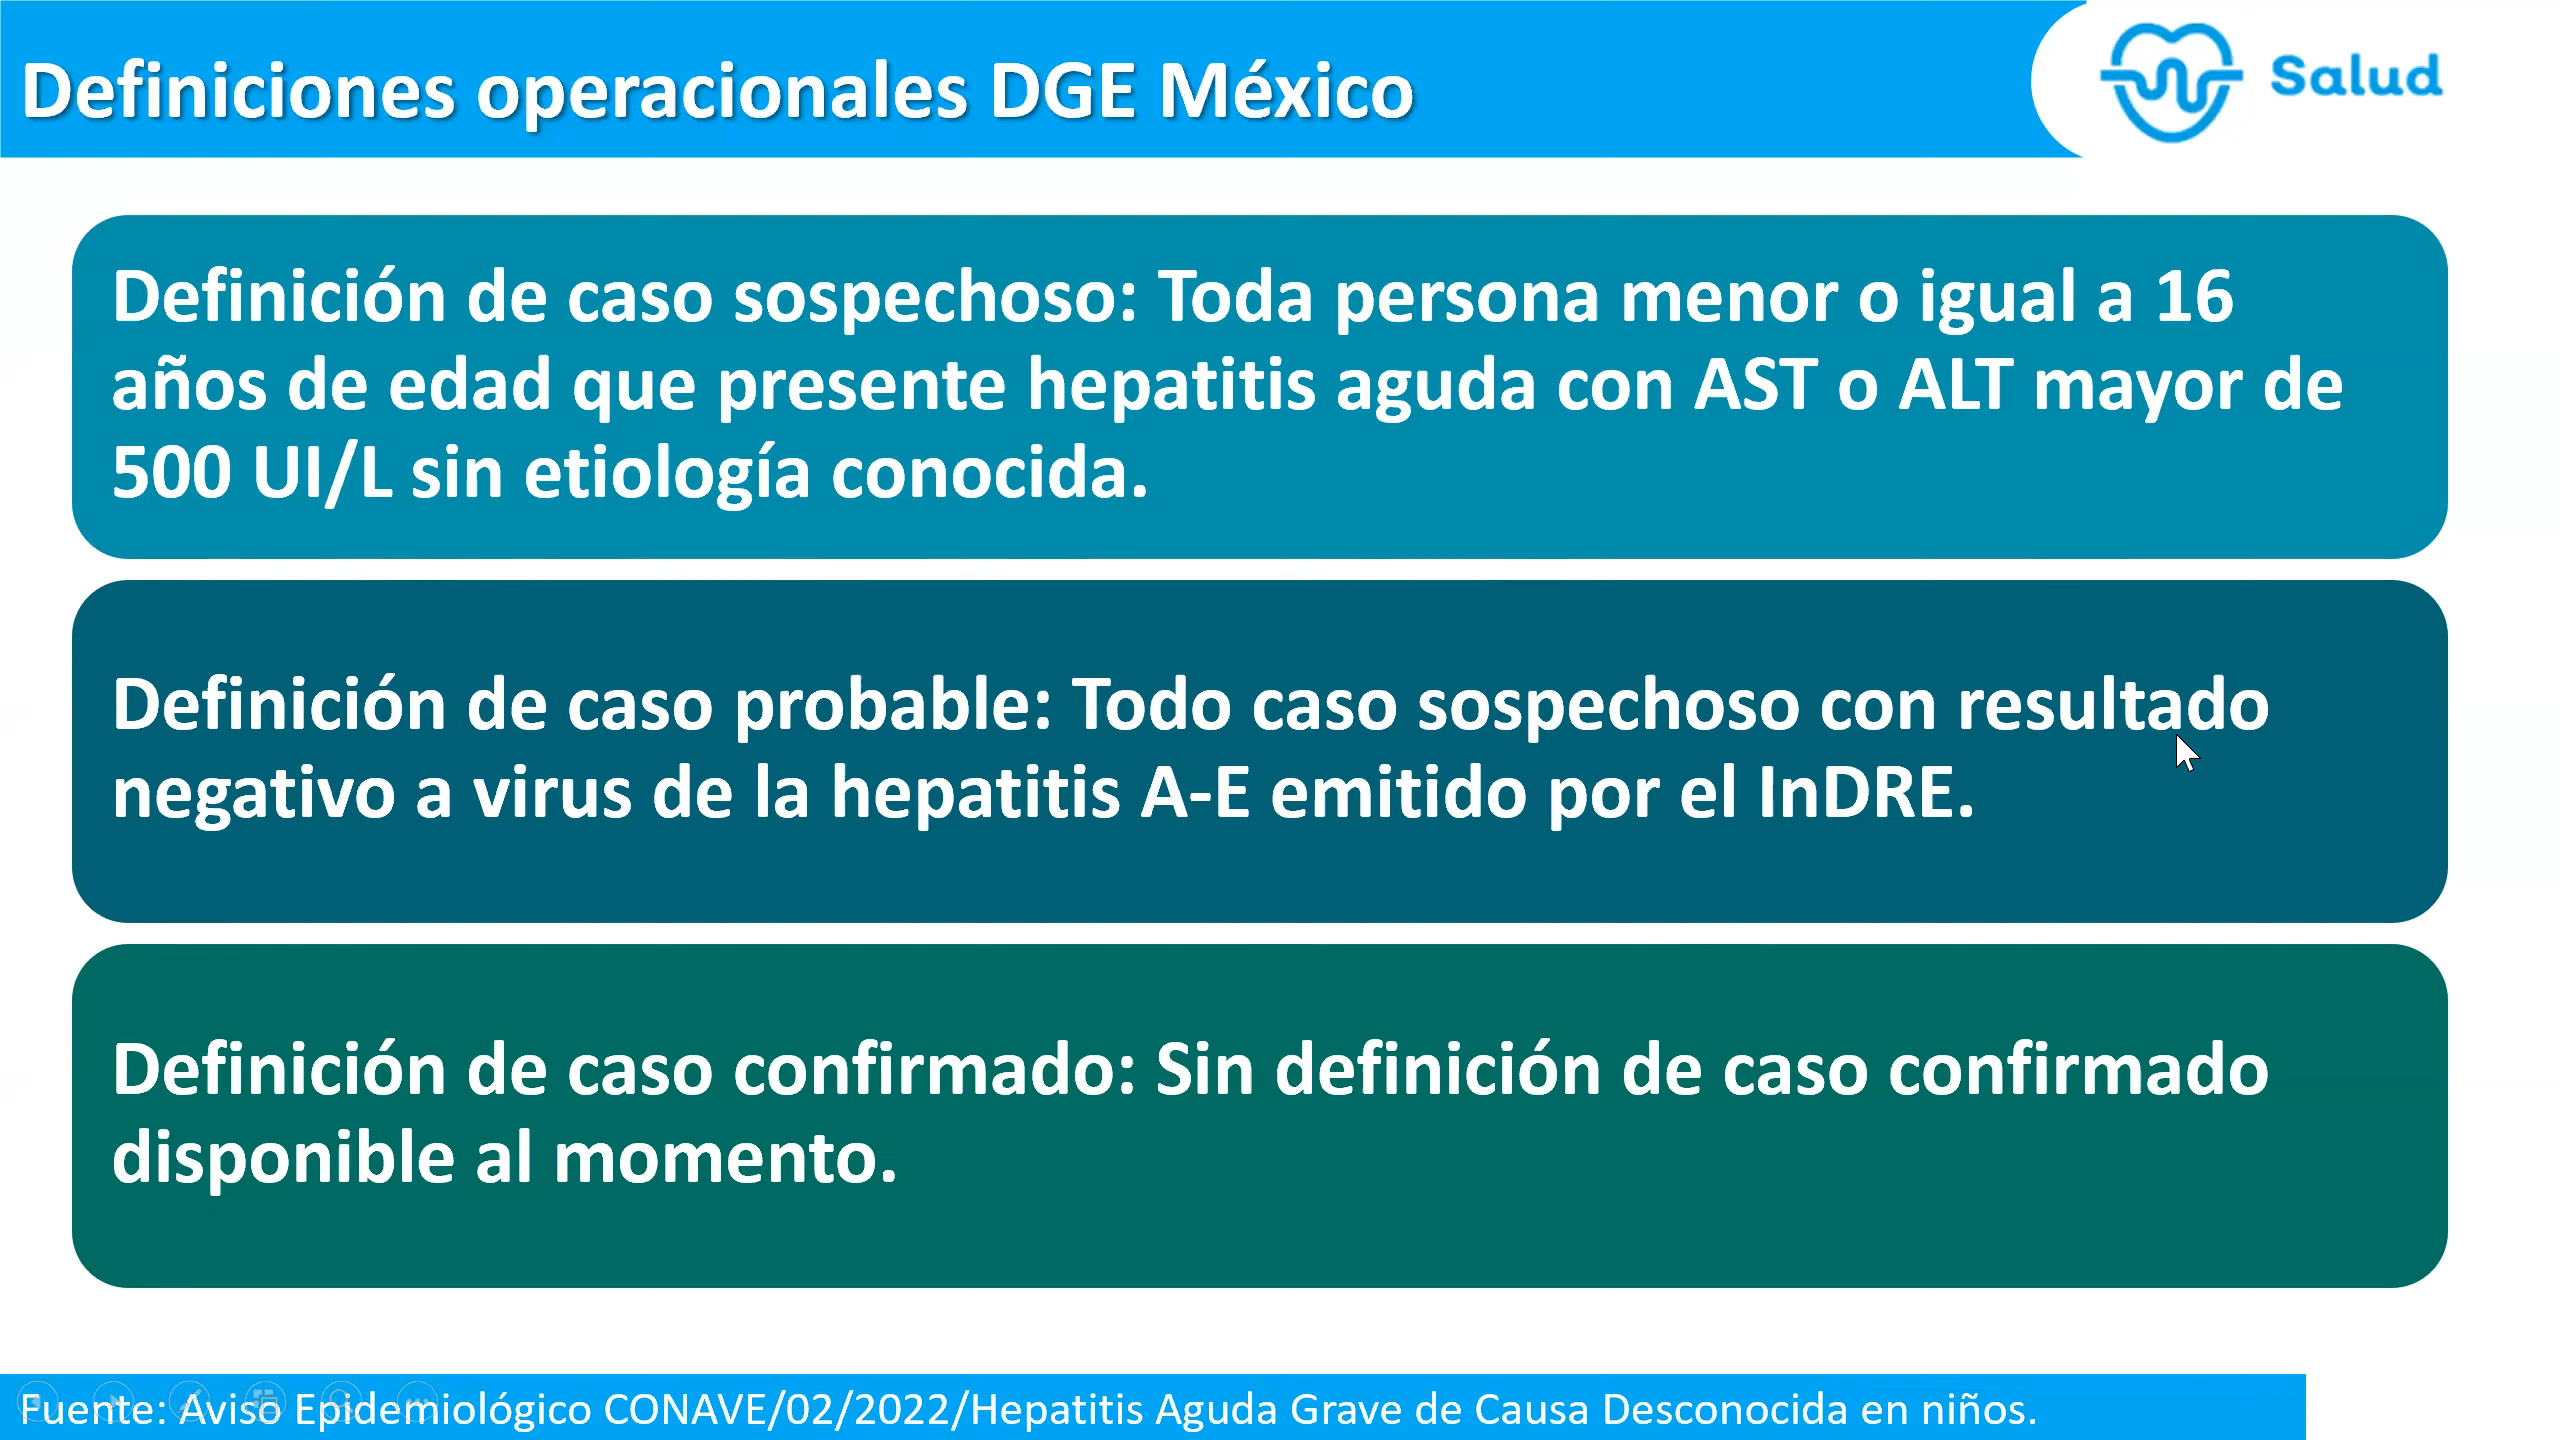 Definiciones operacionales DGE México
Salud
Definición de caso sospechoso: Toda persona menor o igual a 16
años de edad que presente hepatitis aguda con AST o ALT mayor de
500 UI/L sin etiología conocida.
Definición de caso probable: Todo caso sospechoso con resultado
negativo a virus de la hepatitis A-E emitido por el InDRE.
Definición de caso confirmado: Sin definición de caso confirmado
disponible al momento.
Fuente: Aviso Epidemiológico CONAVE/02/2022/Hepatitis Aguda Grave de Causa Desconocida en niños.